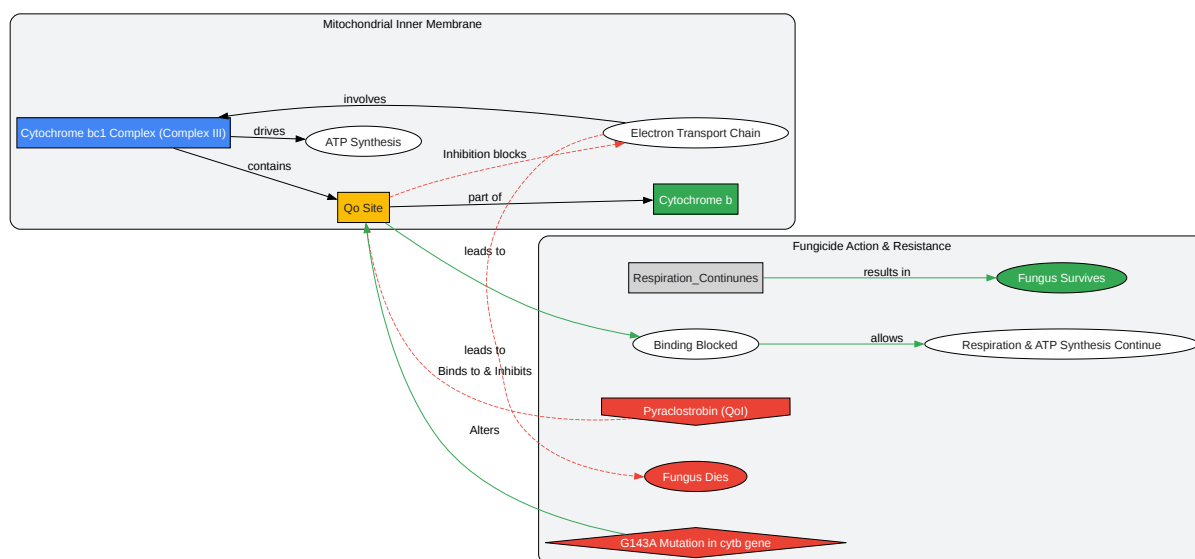 Mitochondrial Inner Membrane
involves
Cytochrome bc1 Complex (Complex III)
drives
ATP Synthesis
Electron Transport Chain
Inhibition blocks
contains
Qo Site
part of
Cytochrome b
Fungicide Action & Resistance
leads to
Respiration_Continunes
results in
Fungus Survives
Binding Blocked
allows
Respiration & ATP Synthesis Continue
leads to
Binds to & Inhibits
Pyraclostrobin (QoI)
Alters
Fungus Dies
G143A Mutation in cytb gene